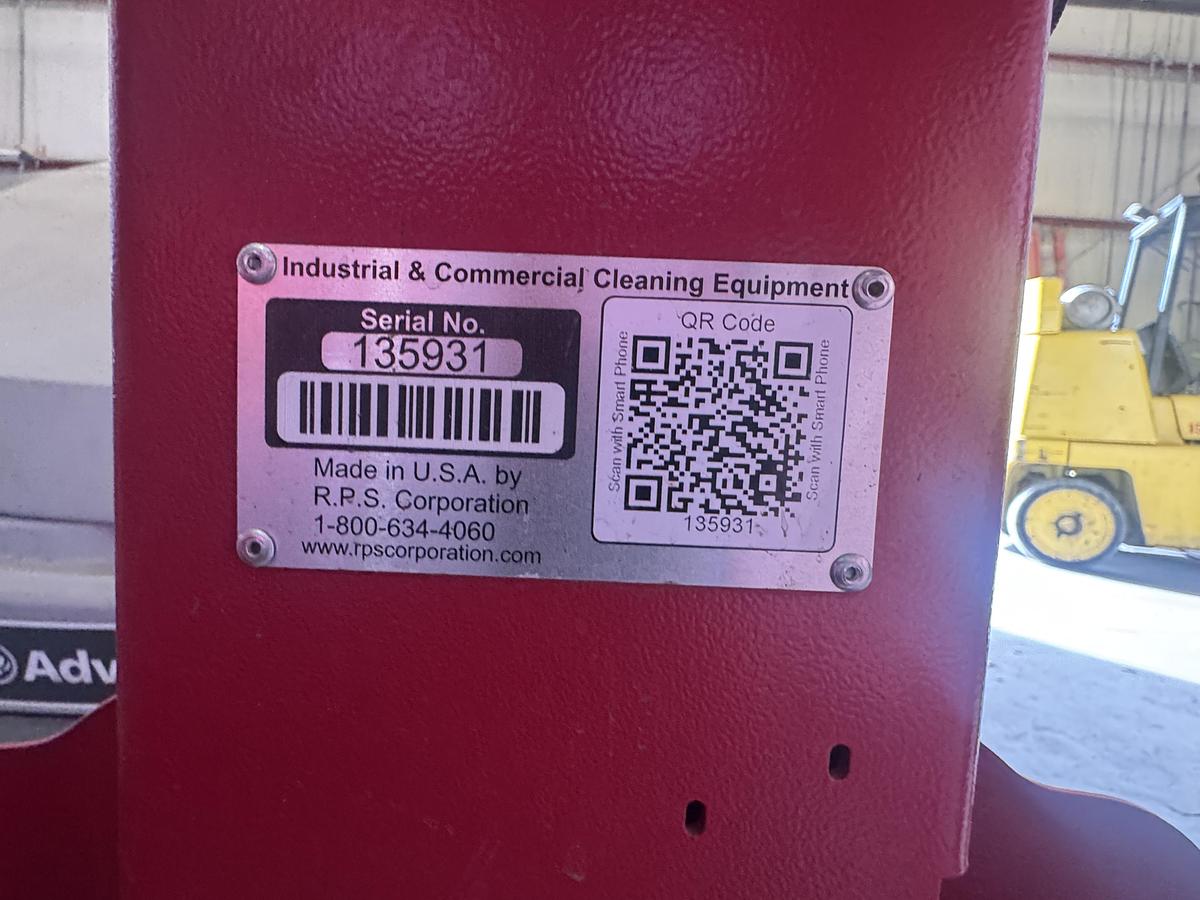 Industrial & Commercial Cleaning Equipment
Serial No.
135931
Made in U.S.A. by
R.P.S. Corporation
1-800-634-4060
www.rpscorporation.com
QR Code
Scan with Smart Phone
Scan with Smart Phone
135931
Adv